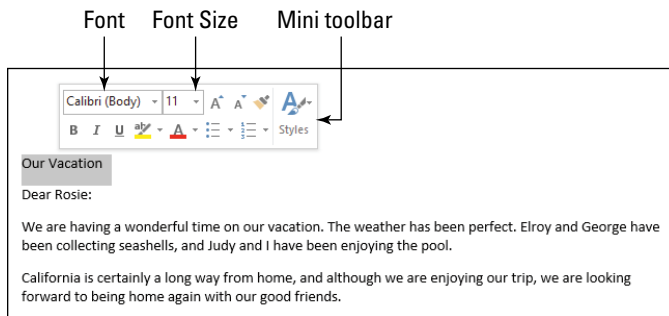 Font Font Size Mini toolbar
Calibri (Body) 11 A A
B I U aby A Styles
Our Vacation
Dear Rosie:
We are having a wonderful time on our vacation. The weather has been perfect. Elroy and George have
been collecting seashells, and Judy and I have been enjoying the pool.
California is certainly a long way from home, and although we are enjoying our trip, we are looking
forward to being home again with our good friends.